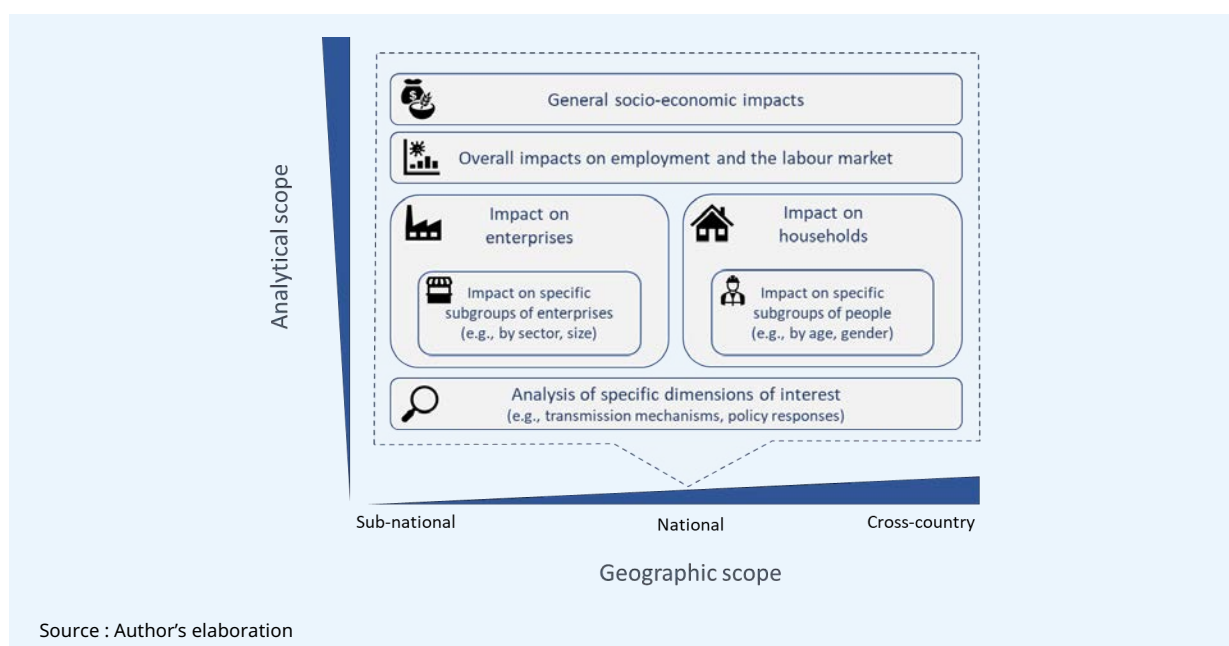 General socio-economic impacts
Overall impacts on employment and the labour market
Impact on
enterprises
Impact on specific
subgroups of enterprises
(e.g., by sector, size)
Impact on
households
Impact on specific
subgroups of people
(e.g., by age, gender)
Analysis of specific dimensions of interest
(e.g., transmission mechanisms, policy responses)
Analytical scope
Sub-national
National
Cross-country
Geographic scope
Source : Author’s elaboration